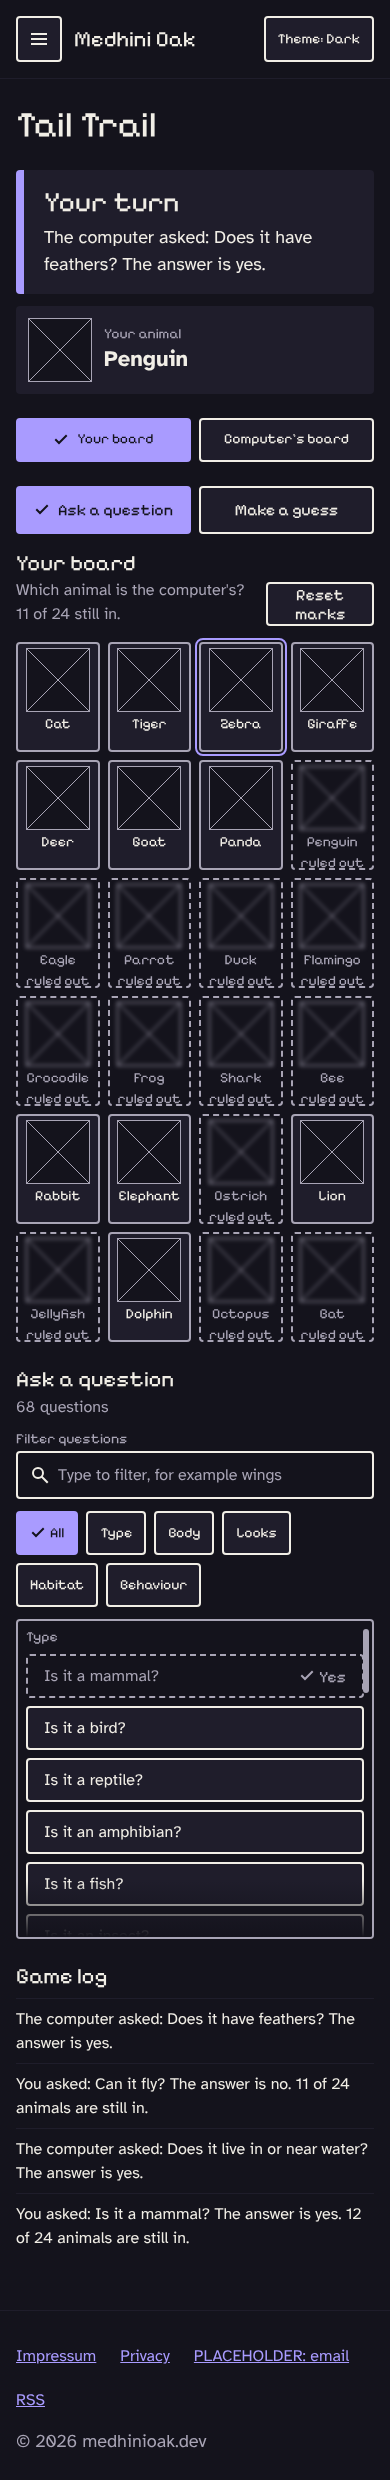 Medhini Oak
Theme: Dark
Tail Trail
Your turn
The computer asked: Does it have
feathers? The answer is yes.
Your animal
Penguin
Your board
Computer's board
Ask a question
Make a guess
Your board
Which animal is the computer's?
11 of 24 still in.
Reset
marks
Cat
Tiger
Zebra
Giraffe
Deer
Goat
Panda
Penguin
ruled out
Eagle
ruled out
Parrot
ruled out
Duck
ruled out
Flamingo
ruled out
Crocodile
ruled out
Frog
ruled out
Shark
ruled out
Bee
ruled out
Rabbit
Elephant
Ostrich
ruled out
Lion
Jellyfish
ruled out
Dolphin
Octopus
ruled out
Bat
ruled out
Ask a question
68 questions
Filter questions
Type to filter, for example wings
All
Type
Body
Looks
Habitat
Behaviour
Type
Is it a mammal?
Yes
Is it a bird?
Is it a reptile?
Is it an amphibian?
Is it a fish?
Is it an insect?
Game log
The computer asked: Does it have feathers? The
answer is yes.
You asked: Can it fly? The answer is no. 11 of 24
animals are still in.
The computer asked: Does it live in or near water?
The answer is yes.
You asked: Is it a mammal? The answer is yes. 12
of 24 animals are still in.
Impressum
Privacy
PLACEHOLDER: email
RSS
© 2026 medhinioak.dev